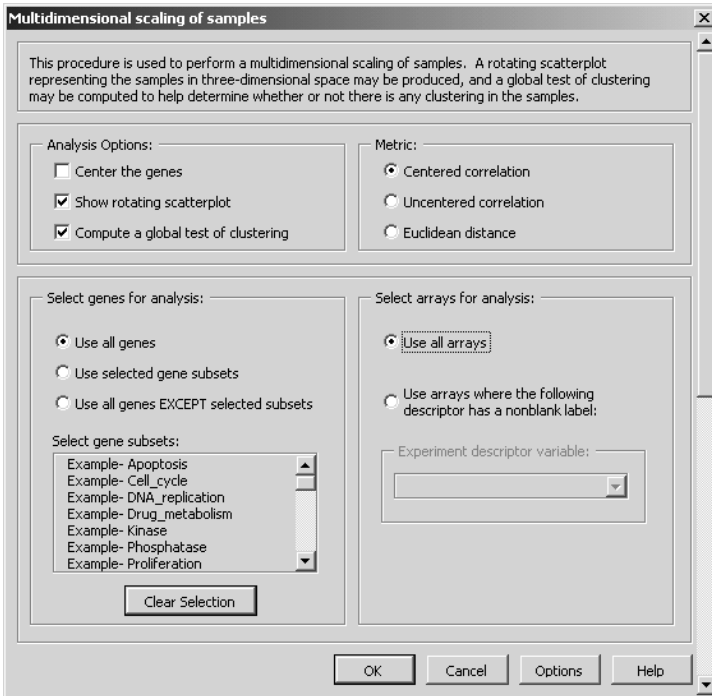 Multidimensional scaling of samples
This procedure is used to perform a multidimensional scaling of samples. A rotating scatterplot
representing the samples in three-dimensional space may be produced, and a global test of clustering
may be computed to help determine whether or not there is any clustering in the samples.
Analysis Options:
Center the genes
Show rotating scatterplot
Compute a global test of clustering
Metric:
Centered correlation
Uncentered correlation
Euclidean distance
Select genes for analysis:
Use all genes
Use selected gene subsets
Use all genes EXCEPT selected subsets
Select gene subsets:
Example- Apoptosis
Example- Cell_cycle
Example- DNA_replication
Example- Drug_metabolism
Example- Kinase
Example- Phosphatase
Example- Proliferation
Clear Selection
Select arrays for analysis:
Use all arrays
Use arrays where the following
descriptor has a nonblank label:
Experiment descriptor variable:
OK
Cancel
Options
Help